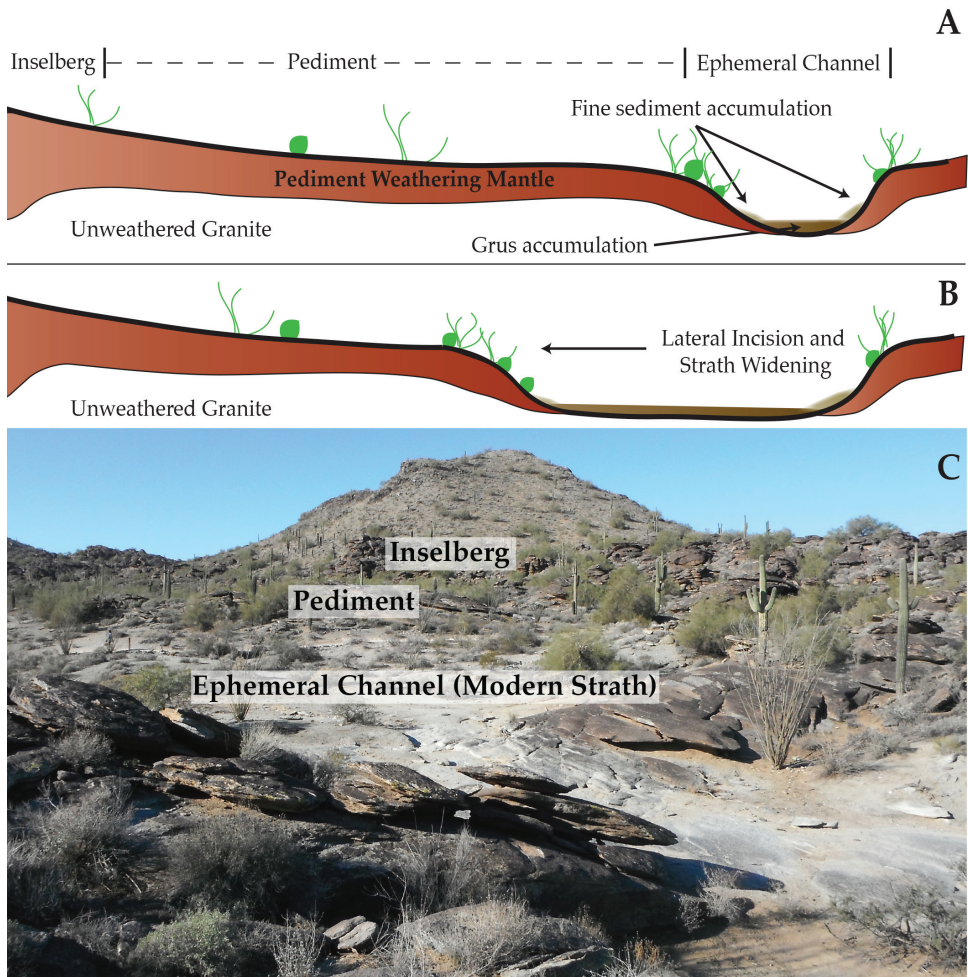 A
Inselberg
Pediment
Ephemeral Channel
Fine sediment accumulation
Pediment Weathering Mantle
Unweathered Granite
Grus accumulation
B
Lateral Incision and
Strath Widening
Unweathered Granite
C
Inselberg
Pediment
Ephemeral Channel (Modern Strath)